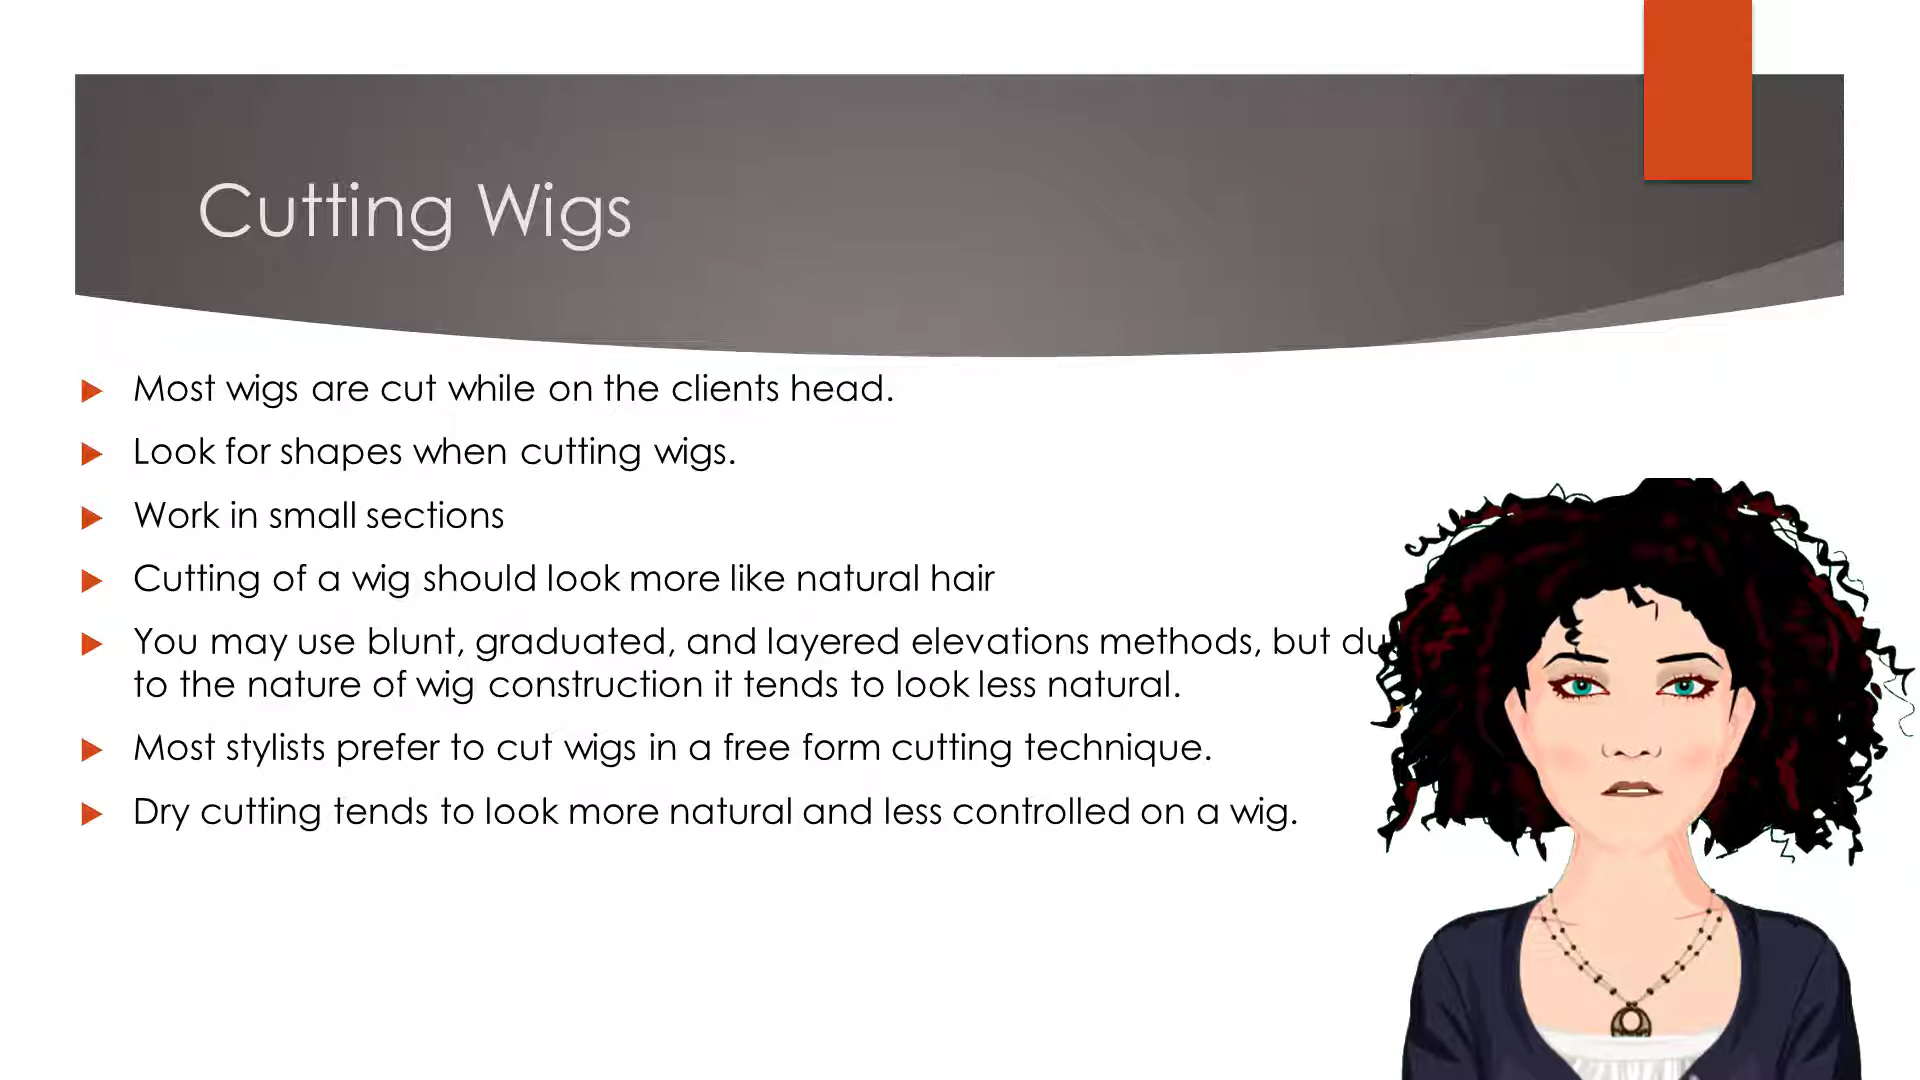 Cutting Wigs
Most wigs are cut while on the clients head.
Look for shapes when cutting wigs.
Work in small sections
Cutting of a wig should look more like natural hair
You may use blunt, graduated, and layered elevations methods, but
to the nature of wig construction it tends to look less natural.
Most stylists prefer to cut wigs in a free form cutting technique.
Dry cutting tends to look more natural and less controlled on a wig.